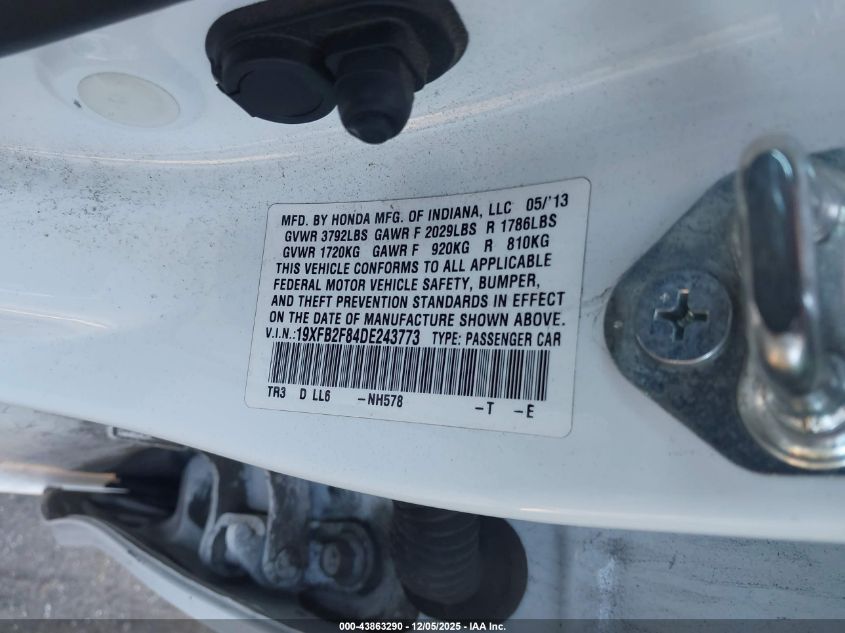 MFD. BY HONDA MFG. OF INDIANA, LLC 05/'13
GVWR 3792LBS GAWR F 2029LBS R 1786LBS
GVWR 1720KG GAWR F 920KG R 810KG
THIS VEHICLE CONFORMS TO ALL APPLICABLE
FEDERAL MOTOR VEHICLE SAFETY, BUMPER,
AND THEFT PREVENTION STANDARDS IN EFFECT
ON THE DATE OF MANUFACTURE SHOWN ABOVE.
V.I.N.:19XFB2F84DE243773 TYPE: PASSENGER CAR
TR3 D LL6 -NH578 -T -E
000-43863290 - 12/05/2025 - IAA Inc.